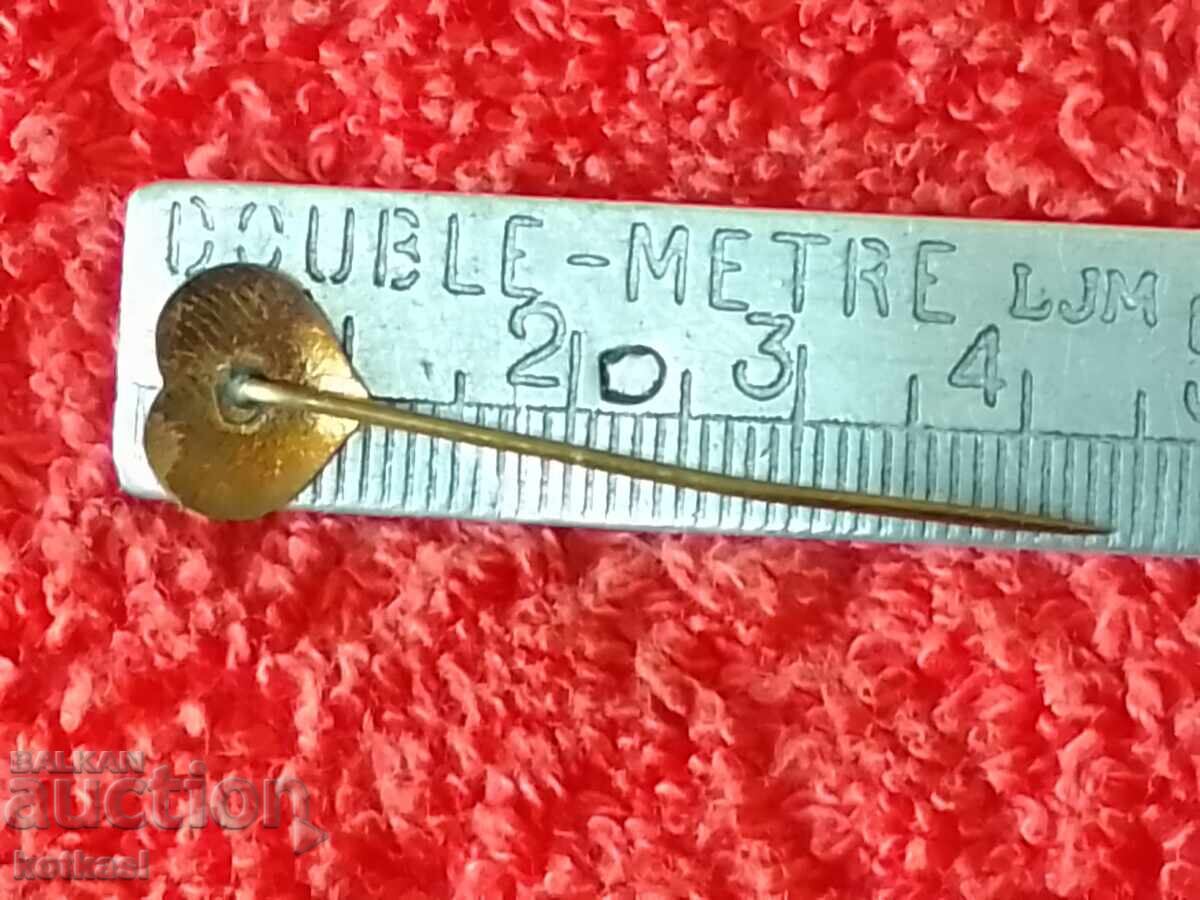 DOUBLE-METRE LJM
2 3 4
BALKAN
auction
kotkasl